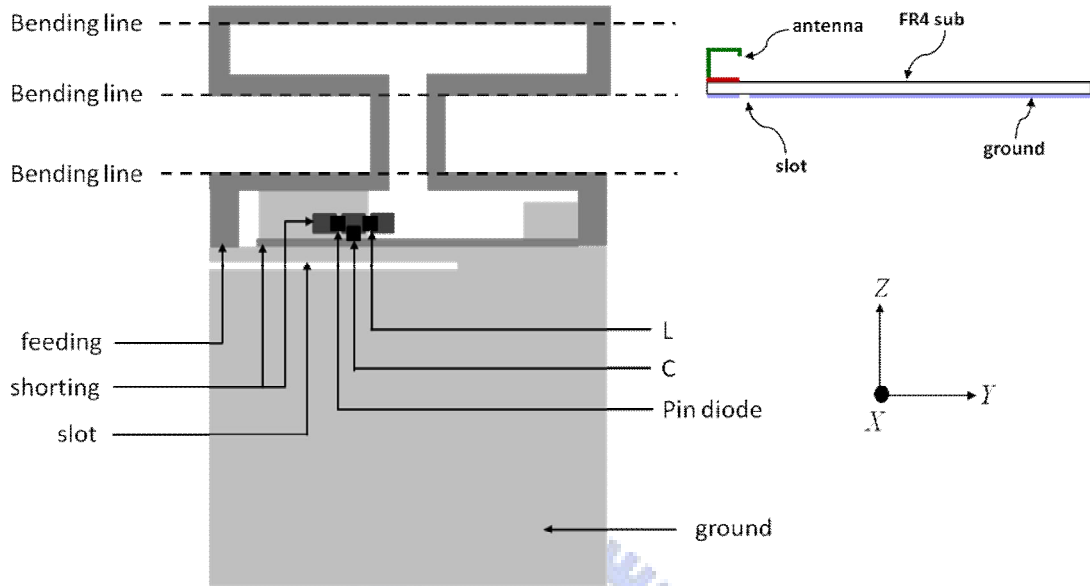 Bending line
Bending line
Bending line
feeding
shorting
slot
L
C
Pin diode
ground
antenna
FR4 sub
slot
ground
Z
Y
X